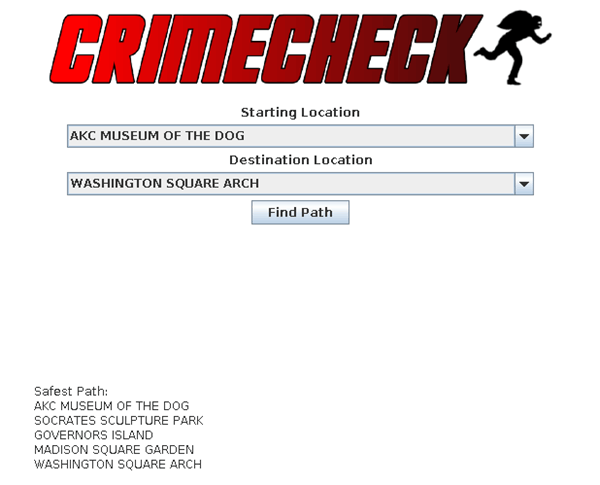 CRIMECHECK
Starting Location
AKC MUSEUM OF THE DOG
Destination Location
WASHINGTON SQUARE ARCH
Find Path
Safest Path:
AKC MUSEUM OF THE DOG
SOCRATES SCULPTURE PARK
GOVERNORS ISLAND
MADISON SQUARE GARDEN
WASHINGTON SQUARE ARCH